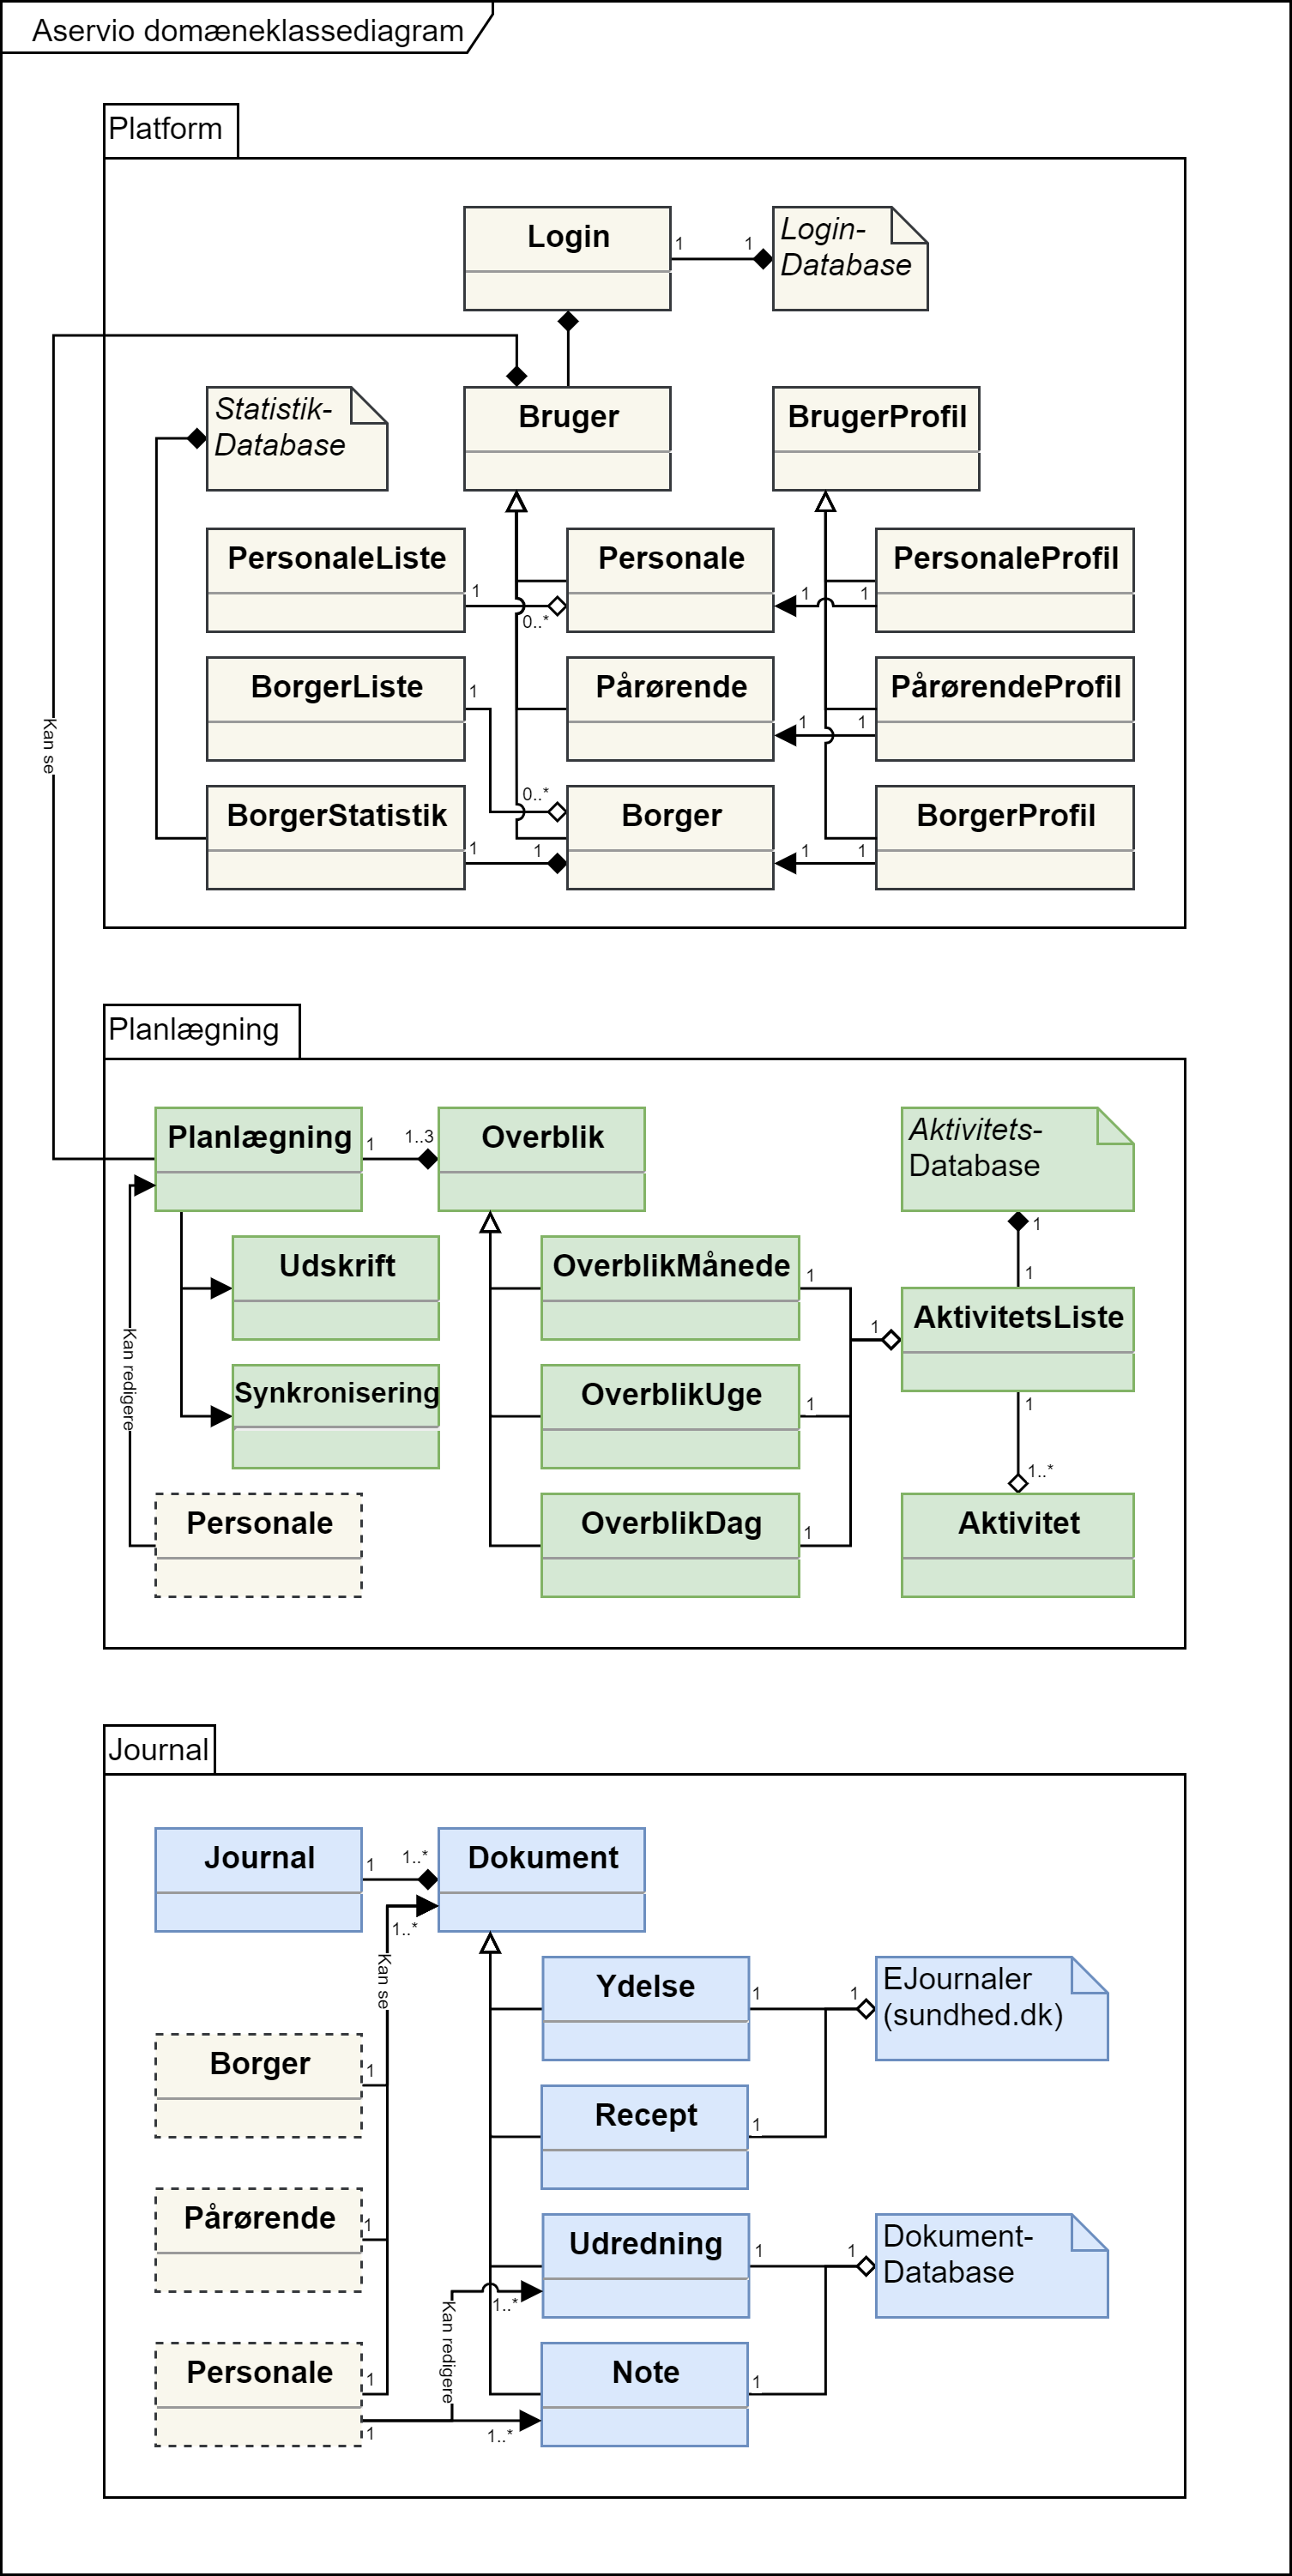 Aservio domæneklassediagram
Platform
Login
1
1
Login-
Database
Statistik-
Database
Bruger
BrugerProfil
PersonaleListe
1
0..*
Personale
1
1
PersonaleProfil
BorgerListe
1
Pårørende
1
1
PårørendeProfil
Kan se
0..*
BorgerStatistik
1
1
Borger
1
1
BorgerProfil
Planlægning
Planlægning
1
1..3
Overblik
Aktivitets-
Database
1
1
Udskrift
OverblikMånede
1
1
AktivitetsListe
Kan redigere
Synkronisering
OverblikUge
1
1
1..*
Personale
OverblikDag
1
Aktivitet
Journal
Journal
1
1..*
Dokument
1..*
Kan se
Ydelse
1
1
EJournaler
(sundhed.dk)
Borger
1
Recept
1
Pårørende
1
Udredning
1
1
Dokument-
Database
1..*
Kan redigere
Personale
1
1
1..*
Note
1